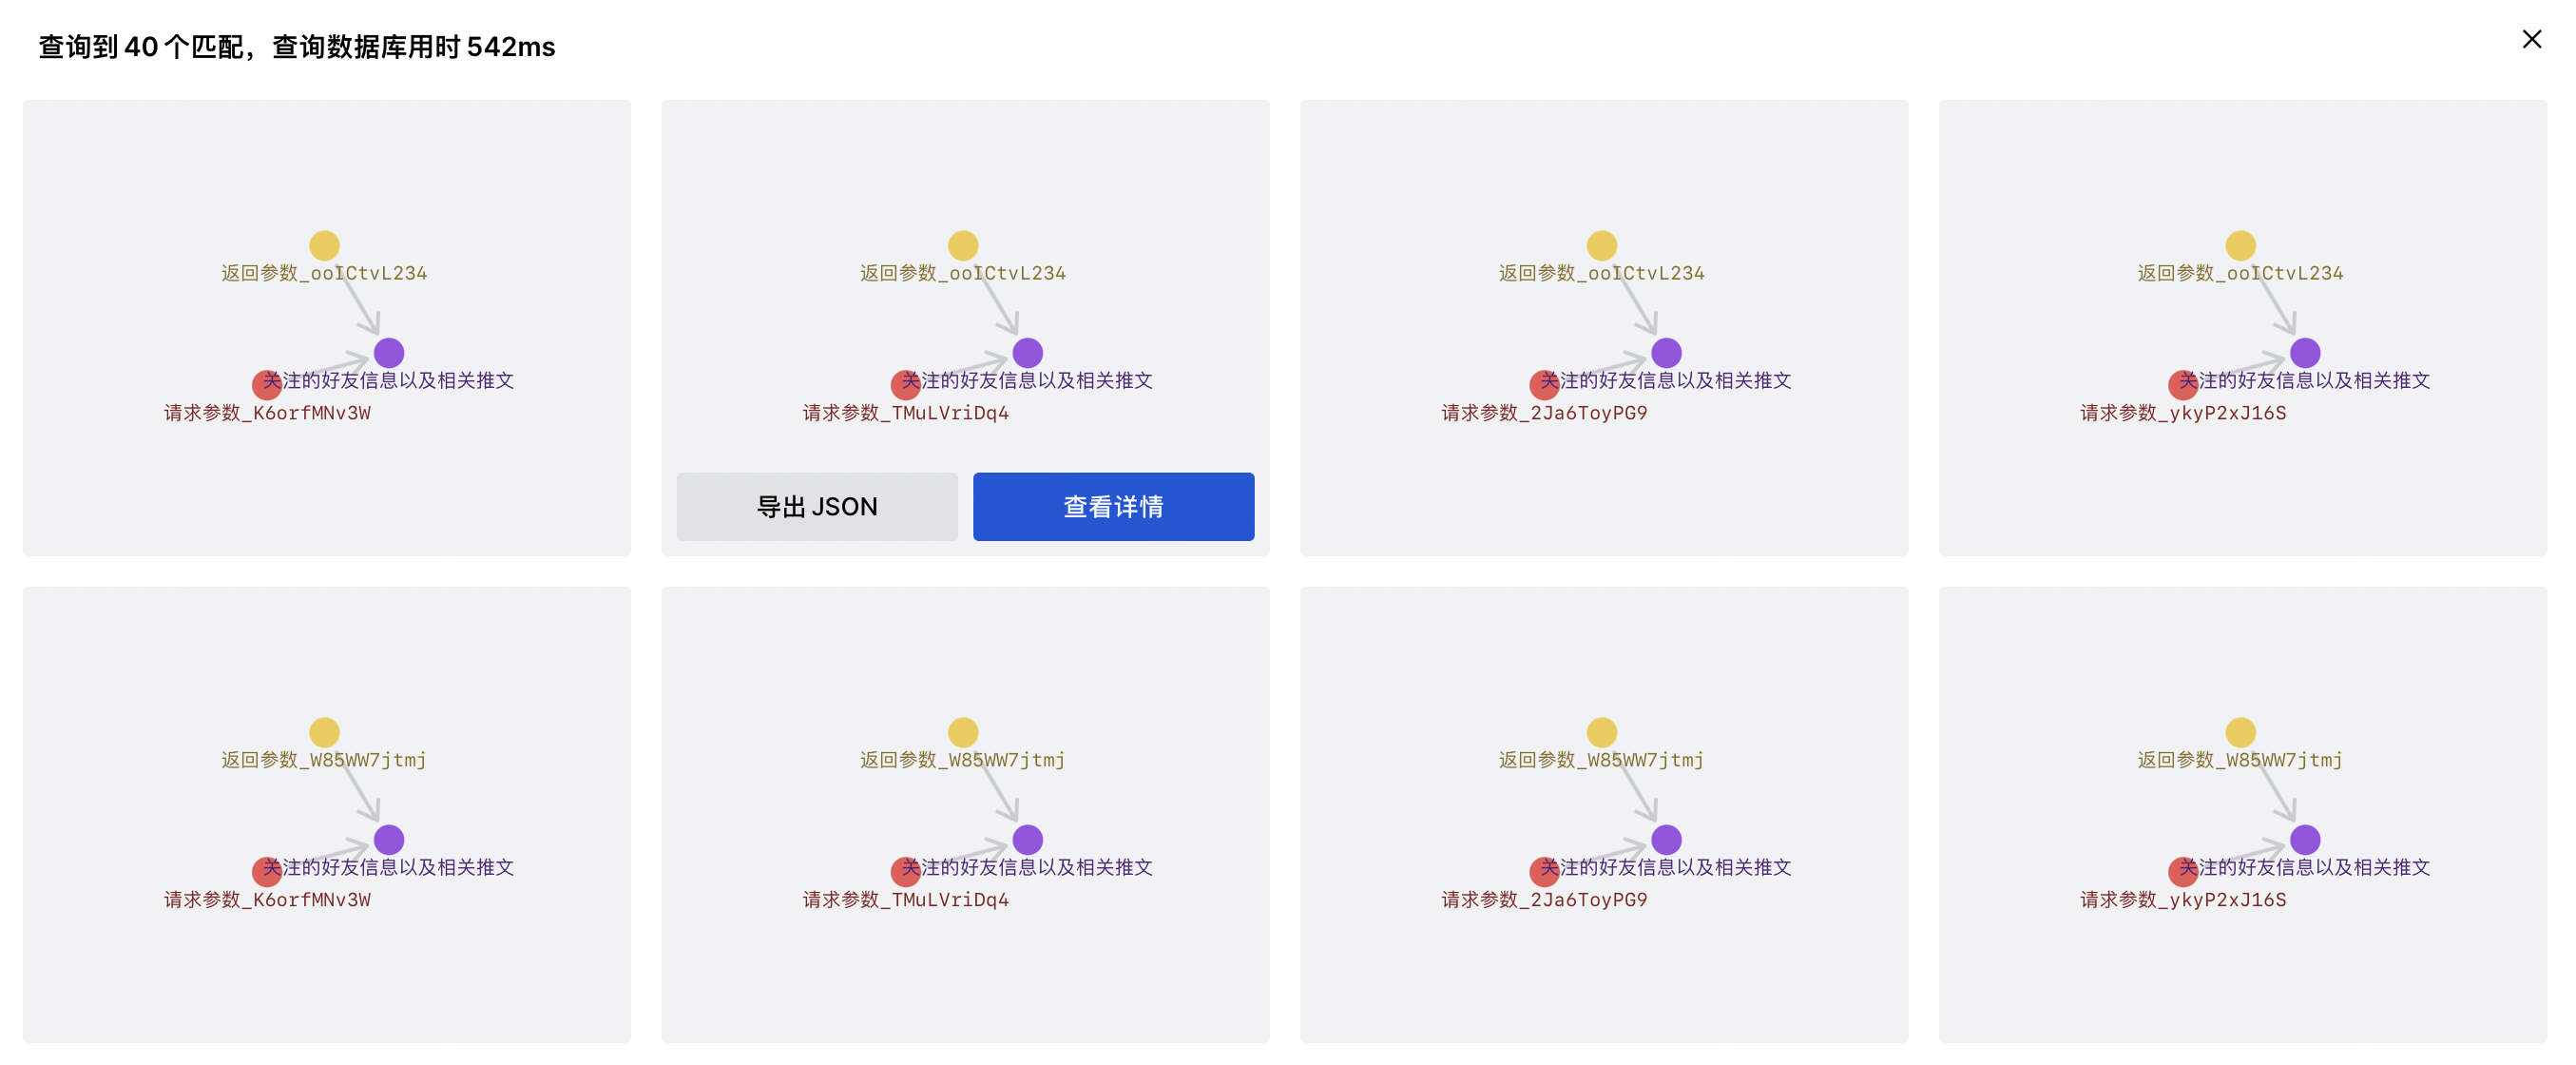 查询到 40 个匹配，查询数据库用时 542ms
返回参数_ooICtvL234
关注的好友信息以及相关推文
请求参数_K6orfMNv3W
返回参数_ooICtvL234
关注的好友信息以及相关推文
请求参数_TMuLVriDq4
导出 JSON
查看详情
返回参数_ooICtvL234
关注的好友信息以及相关推文
请求参数_2Ja6ToyPG9
返回参数_ooICtvL234
关注的好友信息以及相关推文
请求参数_ykyP2xJ16S
返回参数_W85WW7jtmj
关注的好友信息以及相关推文
请求参数_K6orfMNv3W
返回参数_W85WW7jtmj
关注的好友信息以及相关推文
请求参数_TMuLVriDq4
返回参数_W85WW7jtmj
关注的好友信息以及相关推文
请求参数_2Ja6ToyPG9
返回参数_W85WW7jtmj
关注的好友信息以及相关推文
请求参数_ykyP2xJ16S